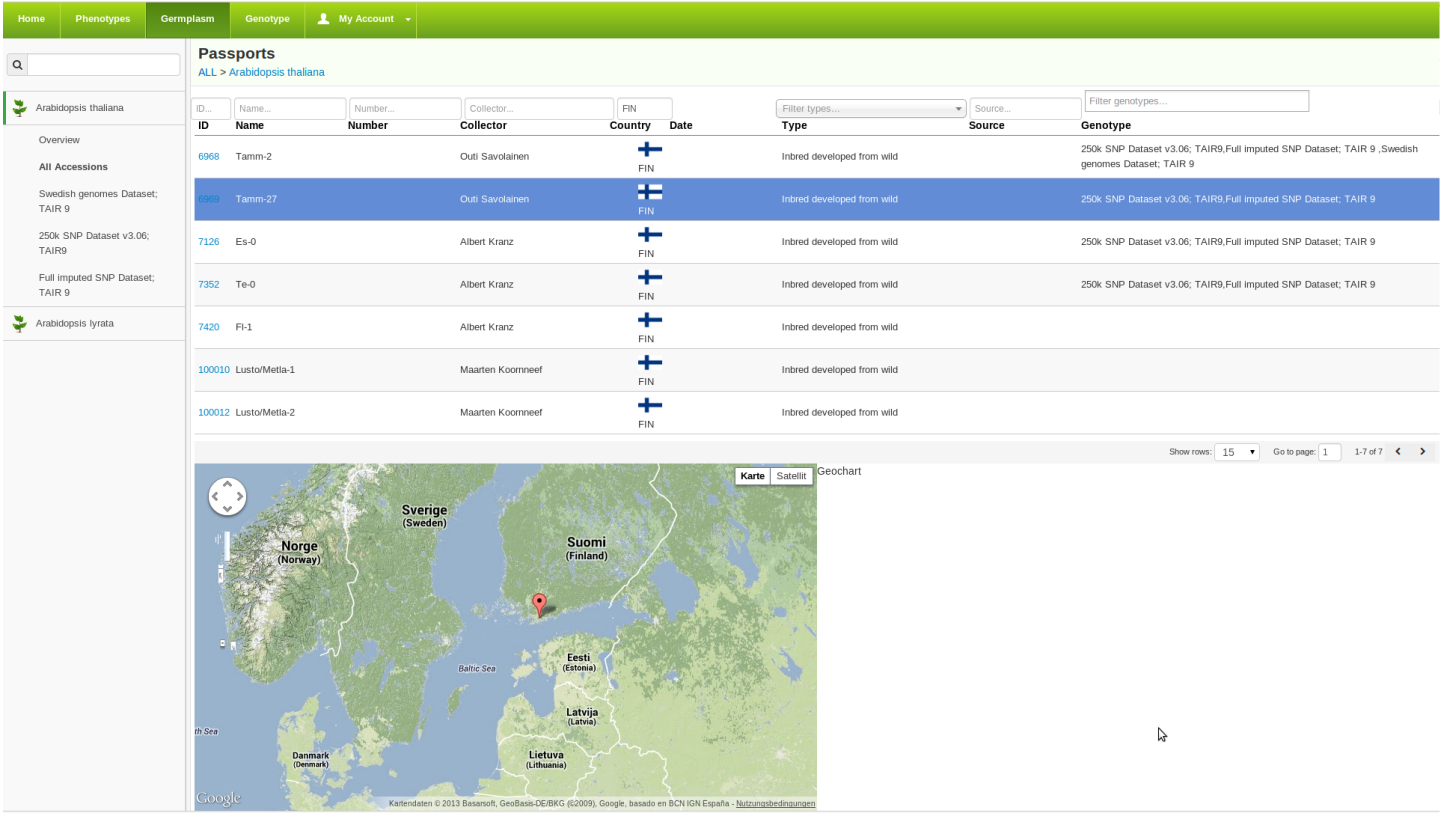 Home Phenotypes Germplasm Genotype My Account
Passports
ALL > Arabidopsis thaliana
Arabidopsis thaliana
Overview
All Accessions
Swedish genomes Dataset;
TAIR 9
250k SNP Dataset v3.06;
TAIR9
Full imputed SNP Dataset;
TAIR 9
Arabidopsis lyrata
ID... Name... Number... Collector... FIN Filter types... Source... Filter genotypes...
ID Name Number Collector Country Date Type Source Genotype
6968 Tamm-2 Outi Savolainen FIN Inbred developed from wild 250k SNP Dataset v3.06; TAIR9,Full imputed SNP Dataset; TAIR 9 ,Swedish
genomes Dataset; TAIR 9
6969 Tamm-27 Outi Savolainen FIN Inbred developed from wild 250k SNP Dataset v3.06; TAIR9,Full imputed SNP Dataset; TAIR 9
7126 Es-0 Albert Kranz FIN Inbred developed from wild 250k SNP Dataset v3.06; TAIR9,Full imputed SNP Dataset; TAIR 9
7352 Te-0 Albert Kranz FIN Inbred developed from wild 250k SNP Dataset v3.06; TAIR9,Full imputed SNP Dataset; TAIR 9
7420 Fl-1 Albert Kranz FIN Inbred developed from wild
100010 Lusto/Metla-1 Maarten Koornneef FIN Inbred developed from wild
100012 Lusto/Metla-2 Maarten Koornneef FIN Inbred developed from wild
Show rows: 15 Go to page: 1 1-7 of 7
Karte Satellit
Geochart
Sverige
(Sweden)
Norge
(Norway)
Suomi
(Finland)
Eesti
(Estonia)
Baltic Sea
Latvija
(Latvia)
th Sea
Danmark
(Denmark)
Lietuva
(Lithuania)
Google
Kartendaten © 2013 Basarsoft, GeoBasis-DE/BKG (©2009), Google, basado en BCN IGN España - Nutzungsbedingungen